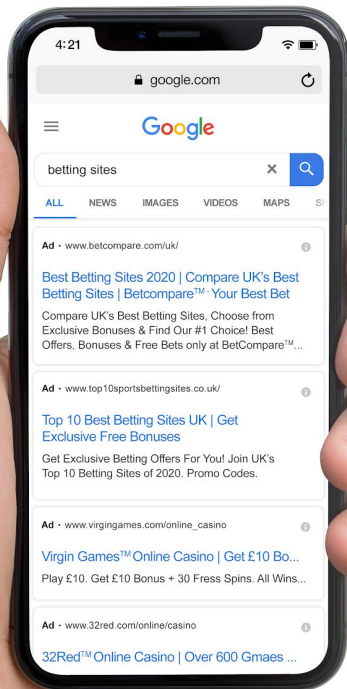 4:21
google.com
Google
betting sites
ALL NEWS IMAGES VIDEOS MAPS
Ad · www.betcompare.com/uk/
Best Betting Sites 2020 | Compare UK's Best
Betting Sites | Betcompare™ · Your Best Bet
Compare UK's Best Betting Sites, Choose from
Exclusive Bonuses & Find Our #1 Choice! Best
Offers, Bonuses & Free Bets only at BetCompare™...
Ad · www.top10sportsbettingsites.co.uk/
Top 10 Best Betting Sites UK | Get
Exclusive Free Bonuses
Get Exclusive Betting Offers For You! Join UK's
Top 10 Betting Sites of 2020. Promo Codes.
Ad · www.virgingames.com/online_casino
Virgin Games™ Online Casino | Get £10 Bo...
Play £10. Get £10 Bonus + 30 Fress Spins. All Wins...
Ad · www.32red.com/online/casino
32Red™ Online Casino | Over 600 Gmaes ...